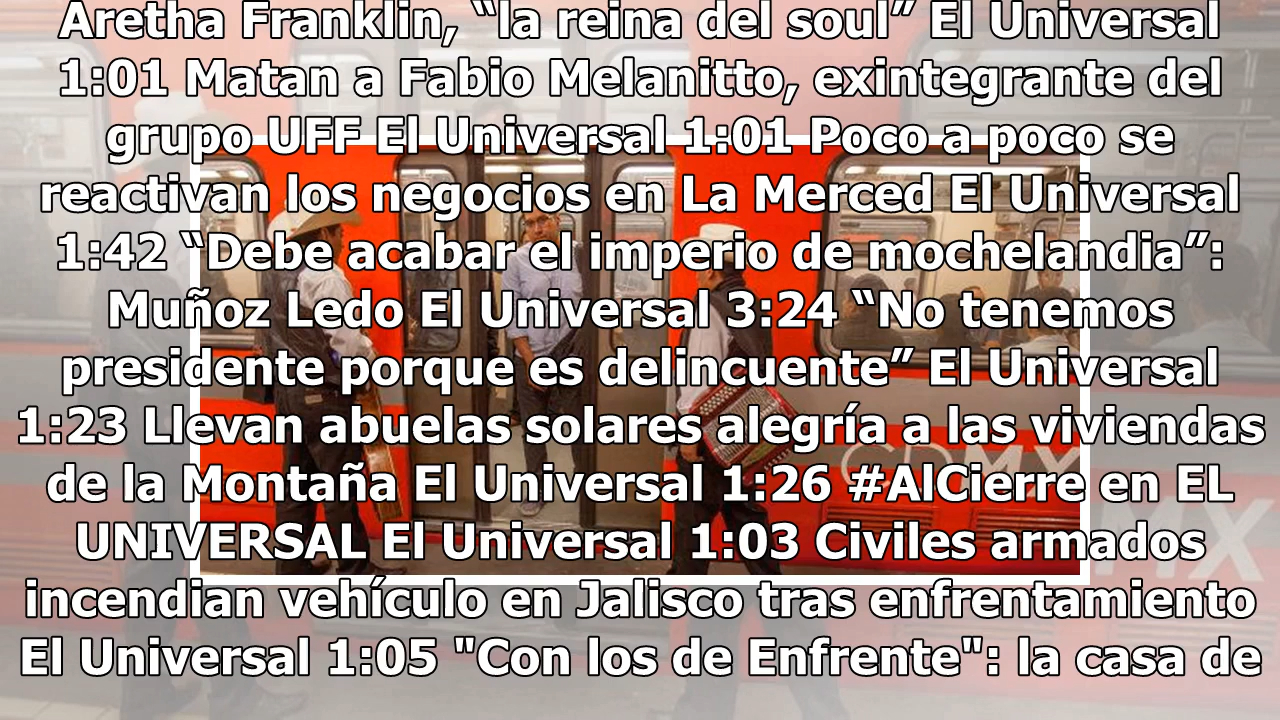 Aretha Franklin, “la reina del soul” El Universal
1:01 Matan a Fabio Melanitto, exintegrante del
grupo UFF El Universal 1:01 Poco a poco se
reactivan los negocios en La Merced El Universal
1:42 “Debe acabar el imperio de mochelandia”:
Muñoz Ledo El Universal 3:24 “No tenemos
presidente porque es delincuente” El Universal
1:23 Llevan abuelas solares alegría a las viviendas
de la Montaña El Universal 1:26 #AlCierre en EL
UNIVERSAL El Universal 1:03 Civiles armados
incendian vehículo en Jalisco tras enfrentamiento
El Universal 1:05 "Con los de Enfrente": la casa de
CDMX
MX